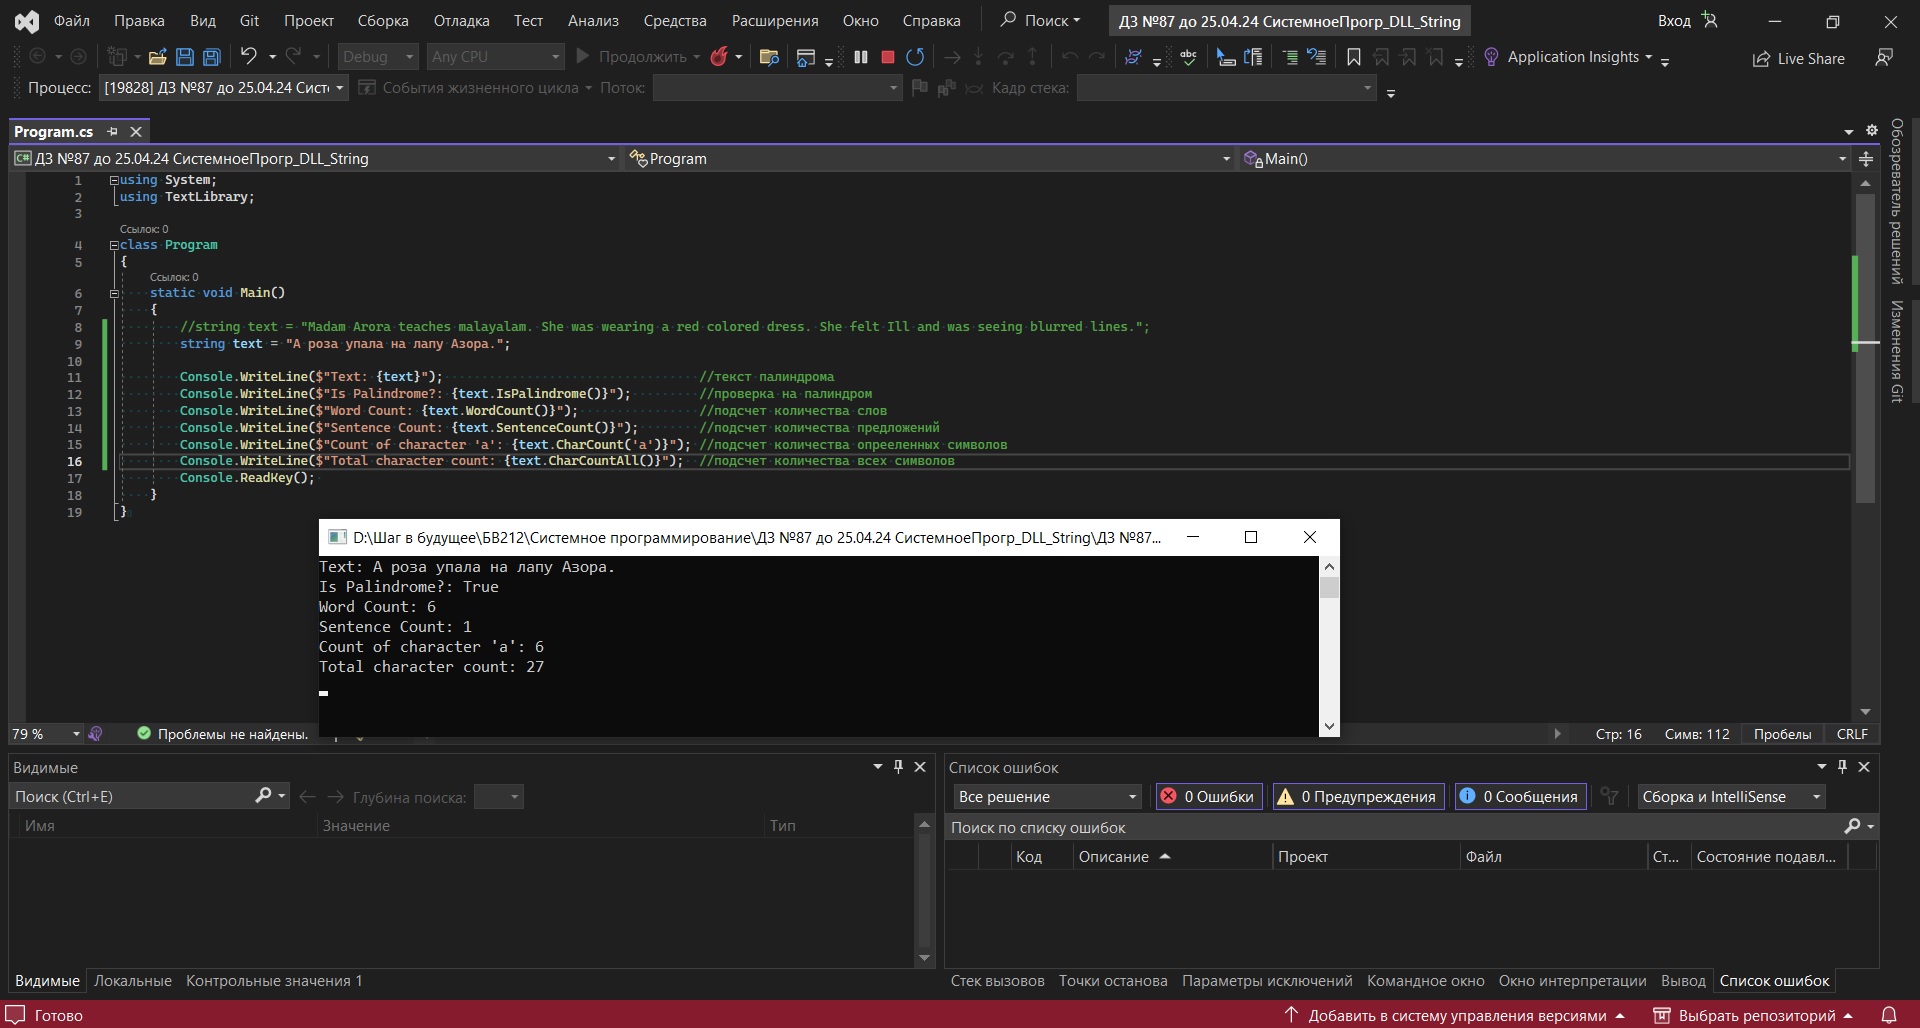 Файл Правка Вид Git Проект Сборка Отладка Тест Анализ Средства Расширения Окно Справка Поиск ДЗ №87 до 25.04.24 СистемноеПрогр_DLL_String Вход
Debug Any CPU Продолжить Application Insights Live Share
Процесс: [19828] ДЗ №87 до 25.04.24 Систе События жизненного цикла Поток: Кадр стека:
Program.cs
ДЗ №87 до 25.04.24 СистемноеПрогр_DLL_String Program Main()
1 using System;
2 using TextLibrary;
3
Ссылок: 0
4 class Program
5 {
Ссылок: 0
6 static void Main()
7 {
8 //string text = "Madam Arora teaches malayalam. She was wearing a red colored dress. She felt Ill and was seeing blurred lines.";
9 string text = "А роза упала на лапу Азора.";
10
11 Console.WriteLine($"Text: {text}"); //текст палиндрома
12 Console.WriteLine($"Is Palindrome?: {text.IsPalindrome()}"); //проверка на палиндром
13 Console.WriteLine($"Word Count: {text.WordCount()}"); //подсчет количества слов
14 Console.WriteLine($"Sentence Count: {text.SentenceCount()}"); //подсчет количества предложений
15 Console.WriteLine($"Count of character 'a': {text.CharCount('a')}"); //подсчет количества опрееленных символов
16 Console.WriteLine($"Total character count: {text.CharCountAll()}"); //подсчет количества всех символов
17 Console.ReadKey();
18 }
19 }
D:\Шаг в будущее\БВ212\Системное программирование\ДЗ №87 до 25.04.24 СистемноеПрогр_DLL_String\ДЗ №87...
Text: А роза упала на лапу Азора.
Is Palindrome?: True
Word Count: 6
Sentence Count: 1
Count of character 'a': 6
Total character count: 27
79 % Проблемы не найдены. Стр: 16 Симв: 112 Пробелы CRLF
Обозреватель решений
Изменения Git
Видимые
Поиск (Ctrl+E) Глубина поиска:
Имя Значение Тип
Видимые Локальные Контрольные значения 1
Список ошибок
Все решение 0 Ошибки 0 Предупреждения 0 Сообщения Сборка и IntelliSense
Поиск по списку ошибок
Код Описание Проект Файл Ст... Состояние подавл...
Стек вызовов Точки останова Параметры исключений Командное окно Окно интерпретации Вывод Список ошибок
Готово Добавить в систему управления версиями Выбрать репозиторий